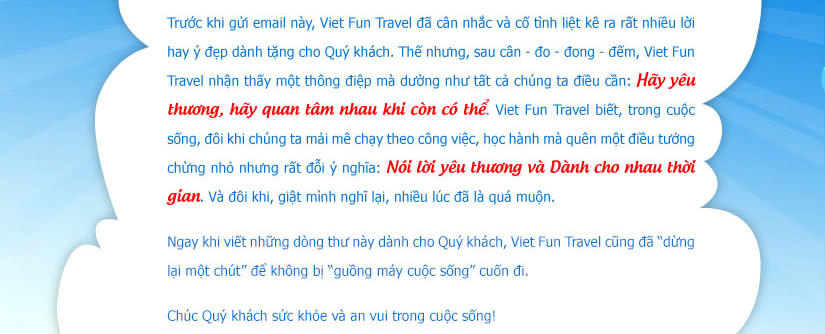 Trước khi gửi email này, Viet Fun Travel đã cân nhắc và cố tình liệt kê ra rất nhiều lời
hay ý đẹp dành tặng cho Quý khách. Thế nhưng, sau cân - đo - đong - đếm, Viet Fun
Travel nhận thấy một thông điệp mà dường như tất cả chúng ta điều cần: Hãy yêu
thương, hãy quan tâm nhau khi còn có thể. Viet Fun Travel biết, trong cuộc
sống, đôi khi chúng ta mải mê chạy theo công việc, học hành mà quên một điều tưởng
chừng nhỏ nhưng rất đỗi ý nghĩa: Nói lời yêu thương và Dành cho nhau thời
gian. Và đôi khi, giật mình nghĩ lại, nhiều lúc đã là quá muộn.
Ngay khi viết những dòng thư này dành cho Quý khách, Viet Fun Travel cũng đã “dừng
lại một chút” để không bị “guồng máy cuộc sống” cuốn đi.
Chúc Quý khách sức khỏe và an vui trong cuộc sống!